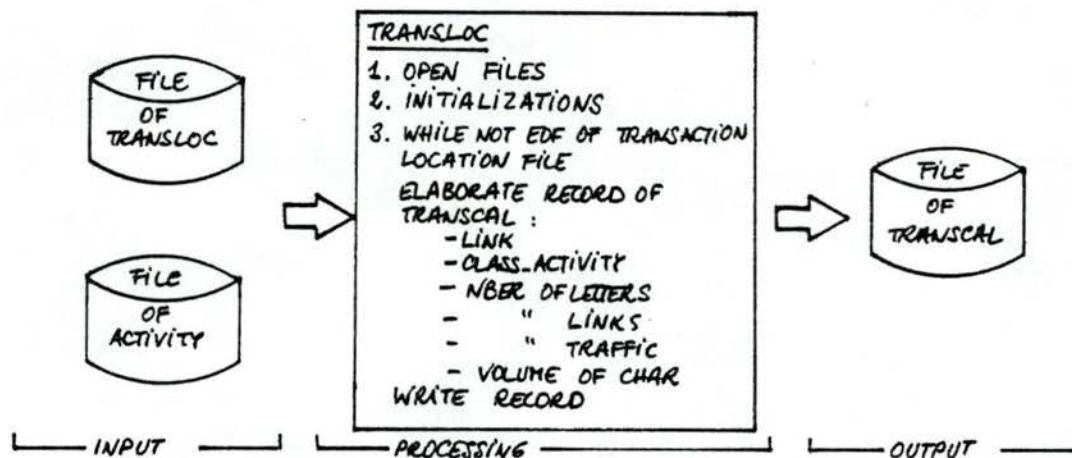 FILE
OF
TRANSLOC
FILE
OF
ACTIVITY
TRANSLOC
1. OPEN FILES
2. INITIALIZATIONS
3. WHILE NOT EOF OF TRANSACTION
LOCATION FILE
ELABORATE RECORD OF
TRANSCAL :
- LINK
- CLASS_ACTIVITY
- NBER OF LETTERS
- " LINKS
- " TRAFFIC
- VOLUME OF CHAR
WRITE RECORD
FILE
OF
TRANSCAL
INPUT
PROCESSING
OUTPUT